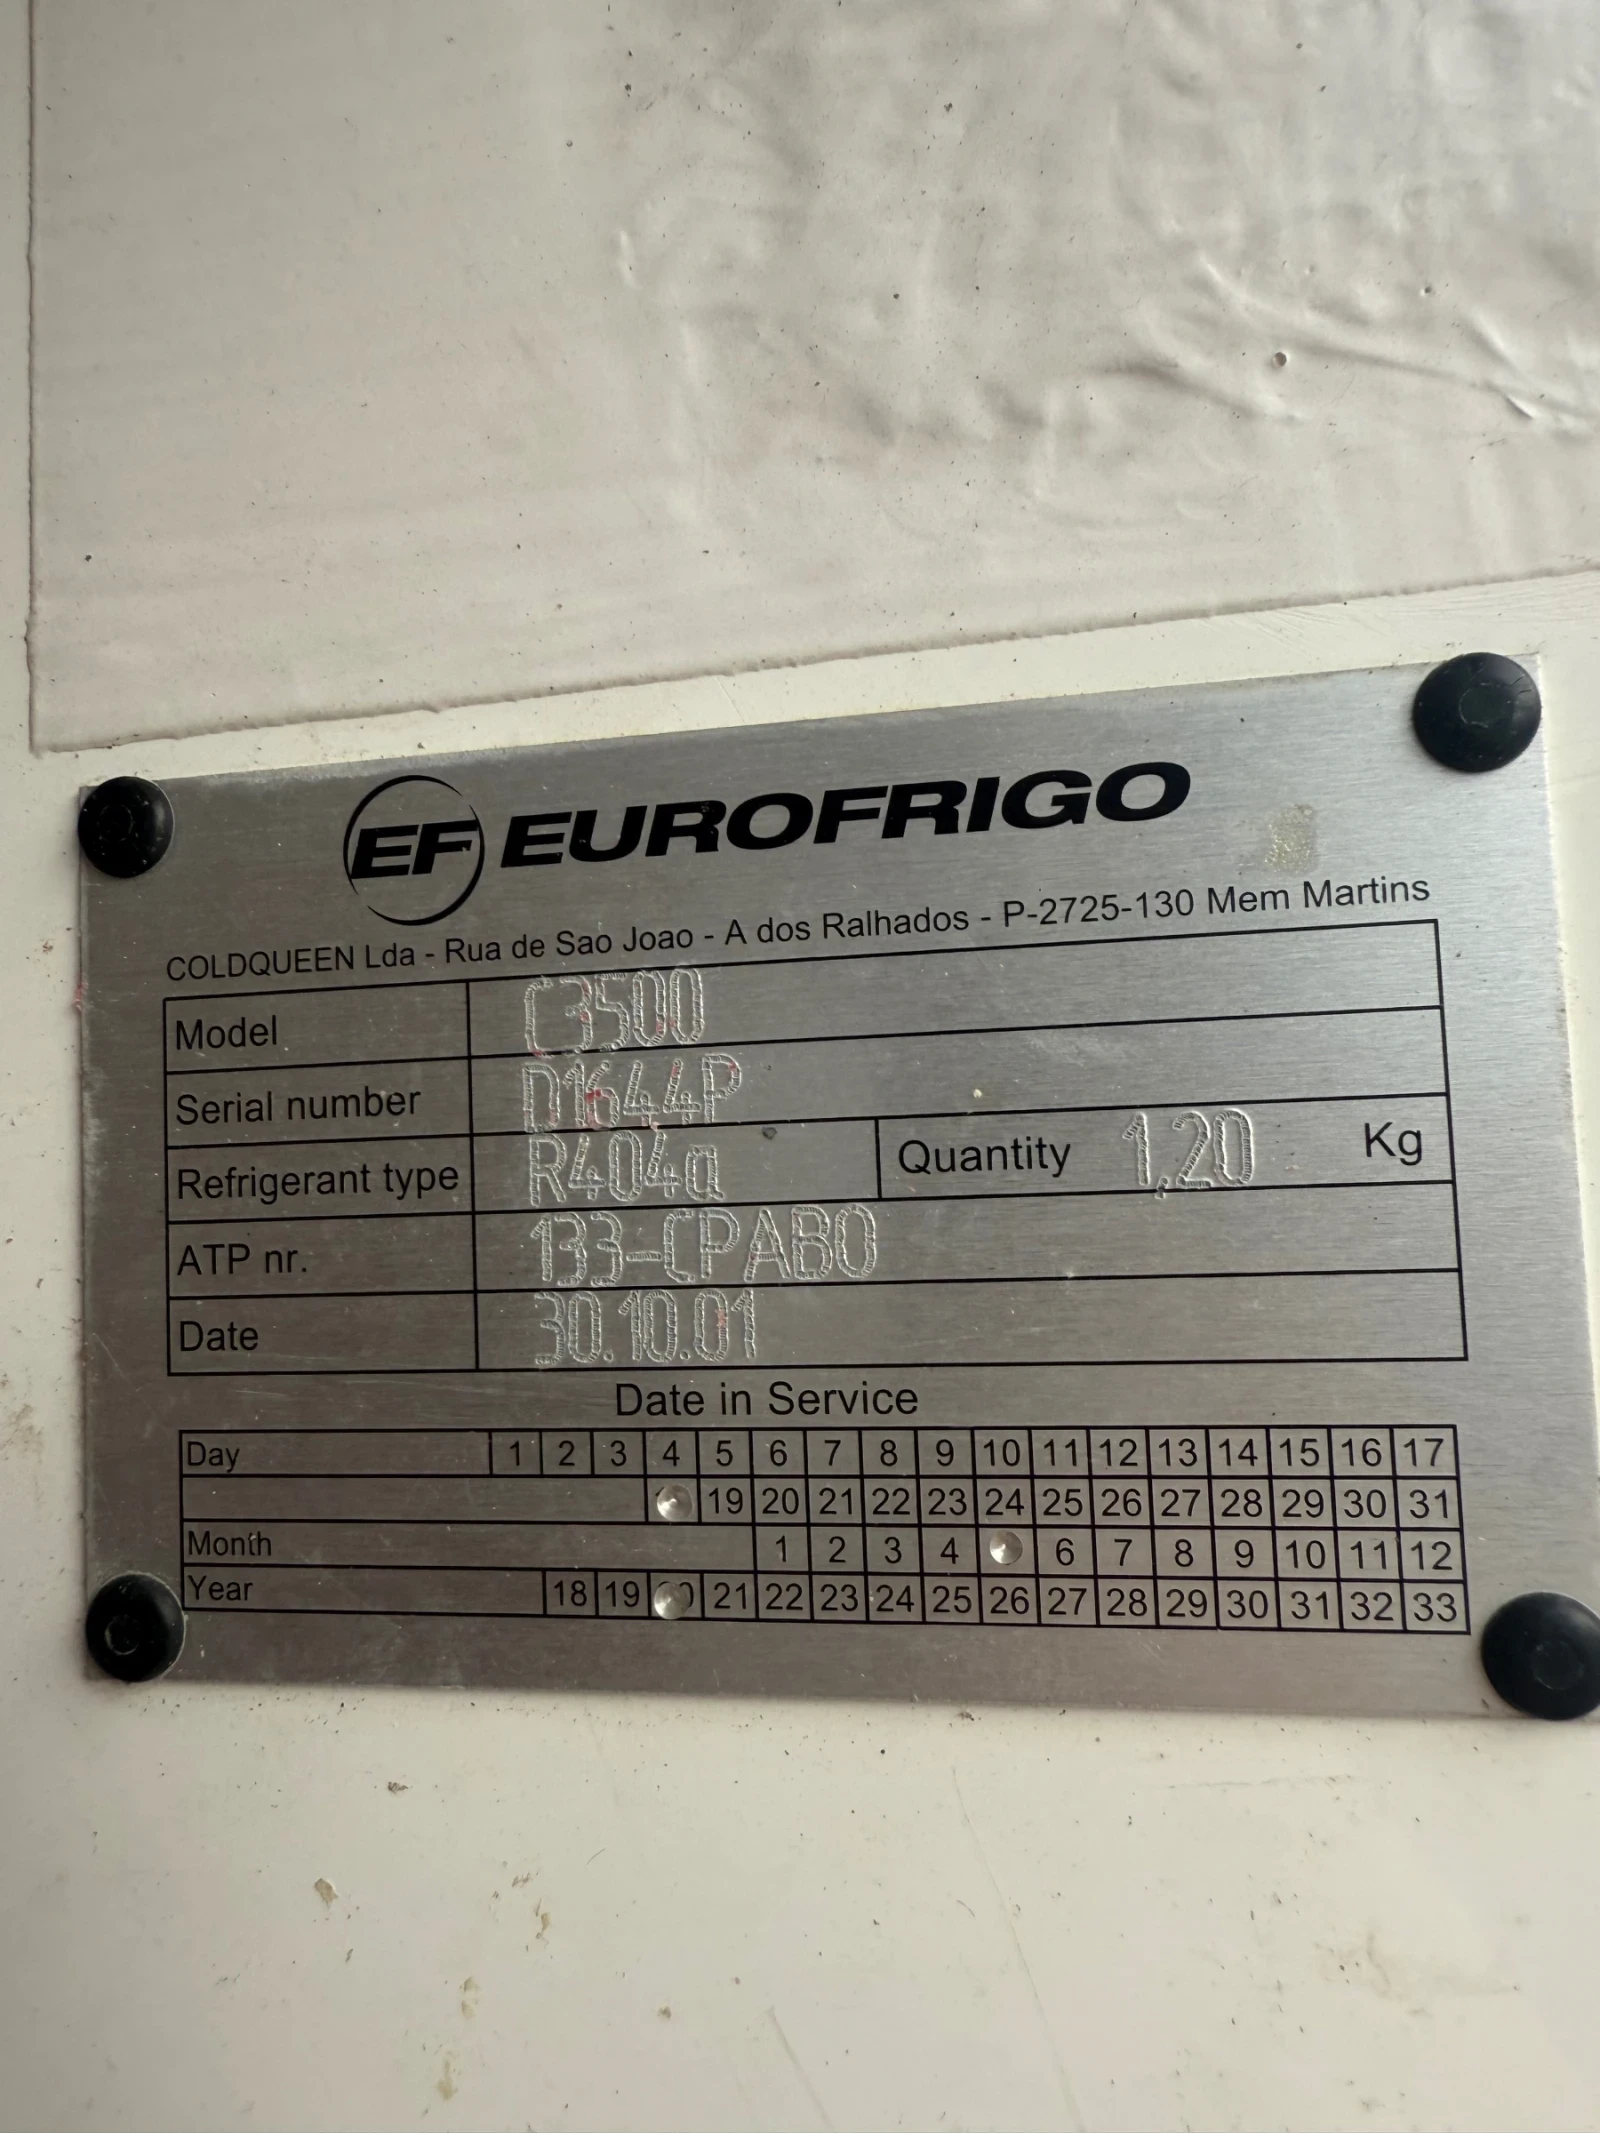 EF EUROFRIGO
COLDQUEEN Lda - Rua de Sao Joao - A dos Ralhados - P-2725-130 Mem Martins
Model C3500
Serial number D1644P
Refrigerant type R404a Quantity 1,20 Kg
ATP nr. 133-CPABO
Date 30.10.01
Date in Service
Day 1 2 3 4 5 6 7 8 9 10 11 12 13 14 15 16 17
19 20 21 22 23 24 25 26 27 28 29 30 31
Month 1 2 3 4 6 7 8 9 10 11 12
Year 18 19 21 22 23 24 25 26 27 28 29 30 31 32 33